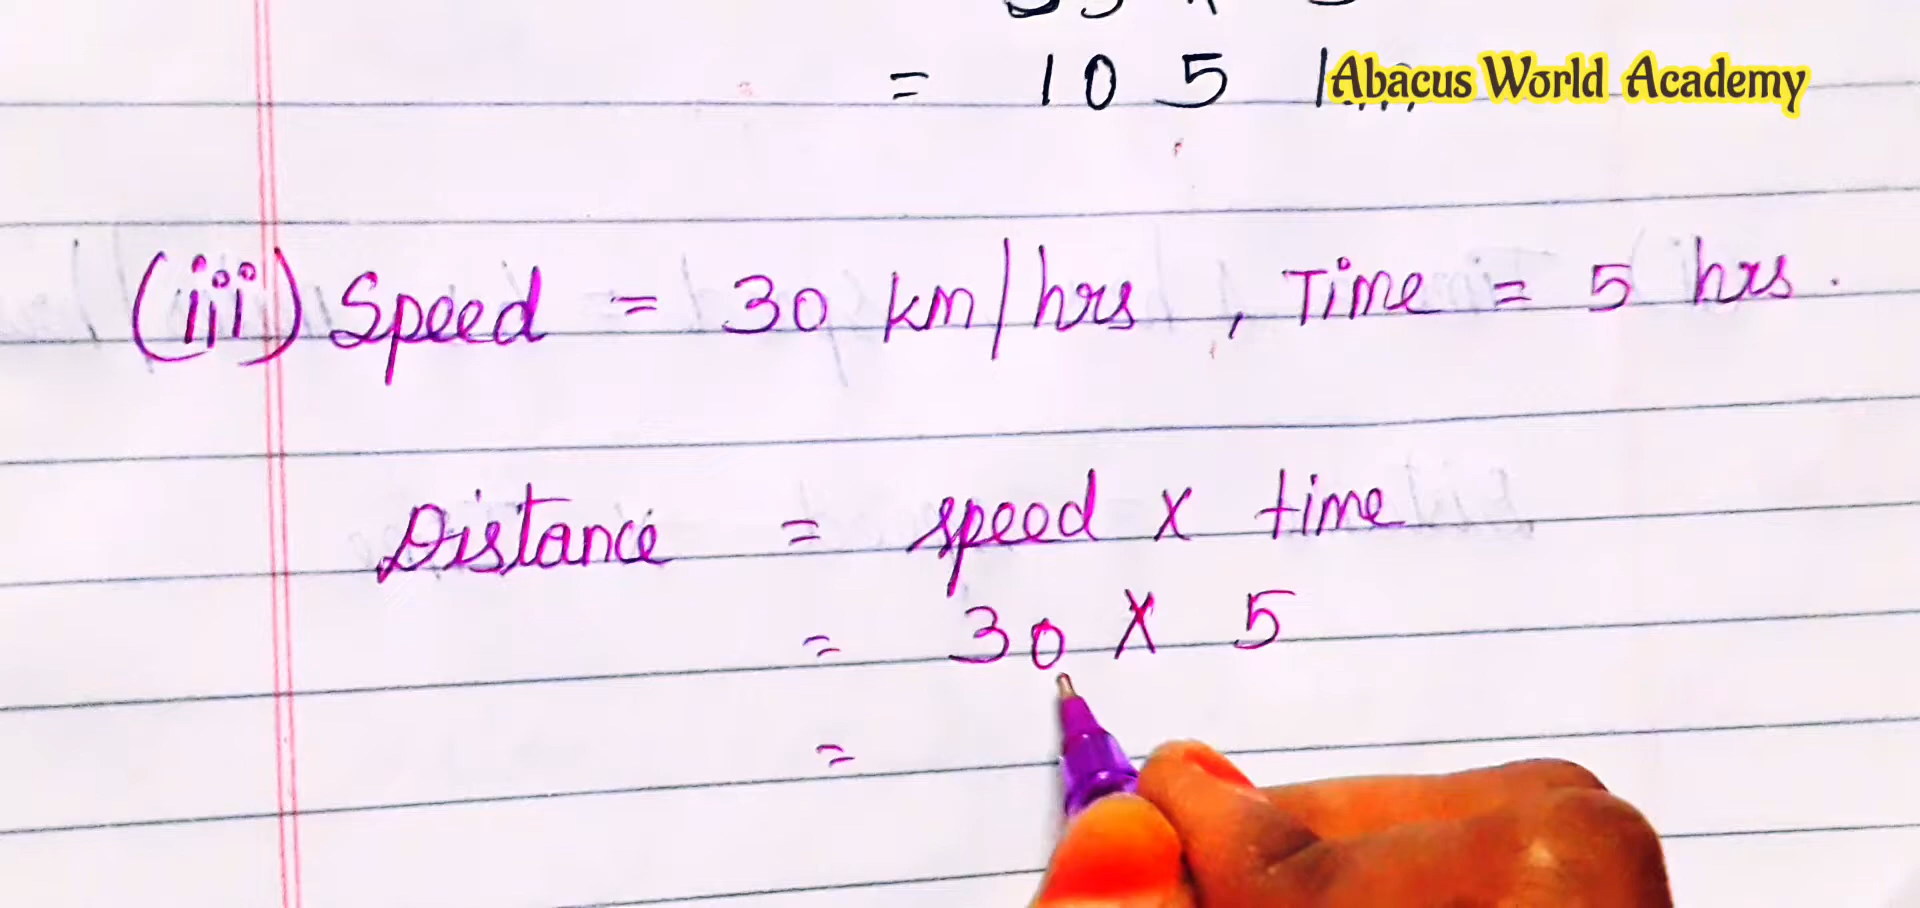 = 105
Abacus World Academy
(iii) Speed = 30 km/hrs, Time = 5 hrs.
Distance = speed x time
= 30 x 5
=